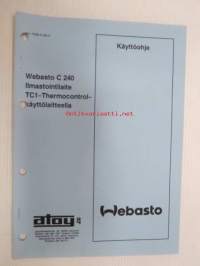 Käyttöohje
Webasto C 240
Ilmastointilaite
TC1-Thermocontrol-
käyttölaitteella
atoy
Webasto